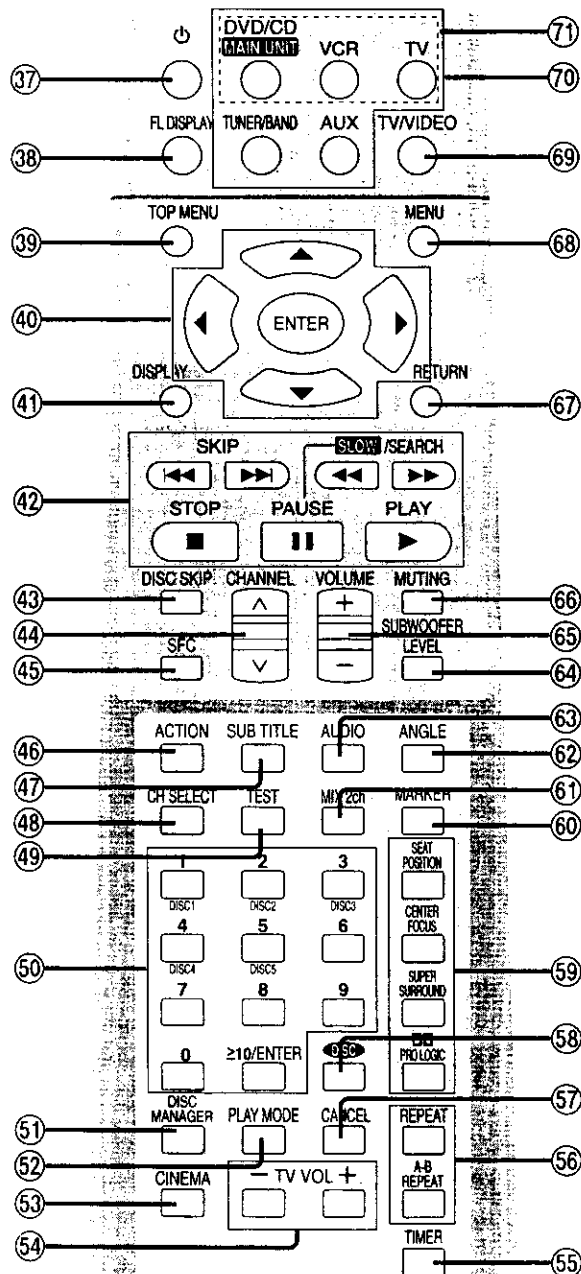 DVD/CD
⏻ MAIN UNIT VCR TV 71
37 70
FL DISPLAY TUNER/BAND AUX TV/VIDEO
38 69
TOP MENU MENU
39 68
40 ENTER
DISPLAY RETURN
41 67
SKIP SLOW/SEARCH
42
STOP PAUSE PLAY
DISC SKIP CHANNEL VOLUME MUTING
43 + 66
44 SUBWOOFER 65
SFC LEVEL
45 − 64
63
ACTION SUB TITLE AUDIO ANGLE
46 62
47 61
CH SELECT TEST MIX 2ch MARKER
48 60
49 SEAT
POSITION
1 2 3
DISC1 DISC2 DISC3 CENTER
FOCUS
4 5 6
50 DISC4 DISC5 59
SUPER
SURROUND
7 8 9
58
0 ≥10/ENTER DISC PRO LOGIC
DISC
MANAGER PLAY MODE CANCEL REPEAT
51 57
52 A-B
REPEAT 56
CINEMA − TV VOL +
53
54 TIMER
55